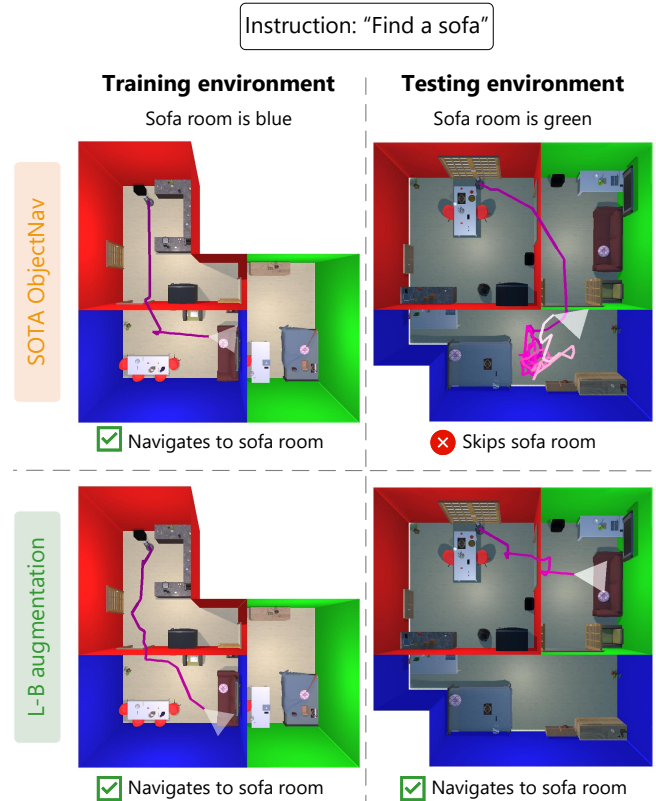 Instruction: “Find a sofa”
Training environment
Testing environment
Sofa room is blue
Sofa room is green
SOTA ObjectNav
Navigates to sofa room
Skips sofa room
L-B augmentation
Navigates to sofa room
Navigates to sofa room